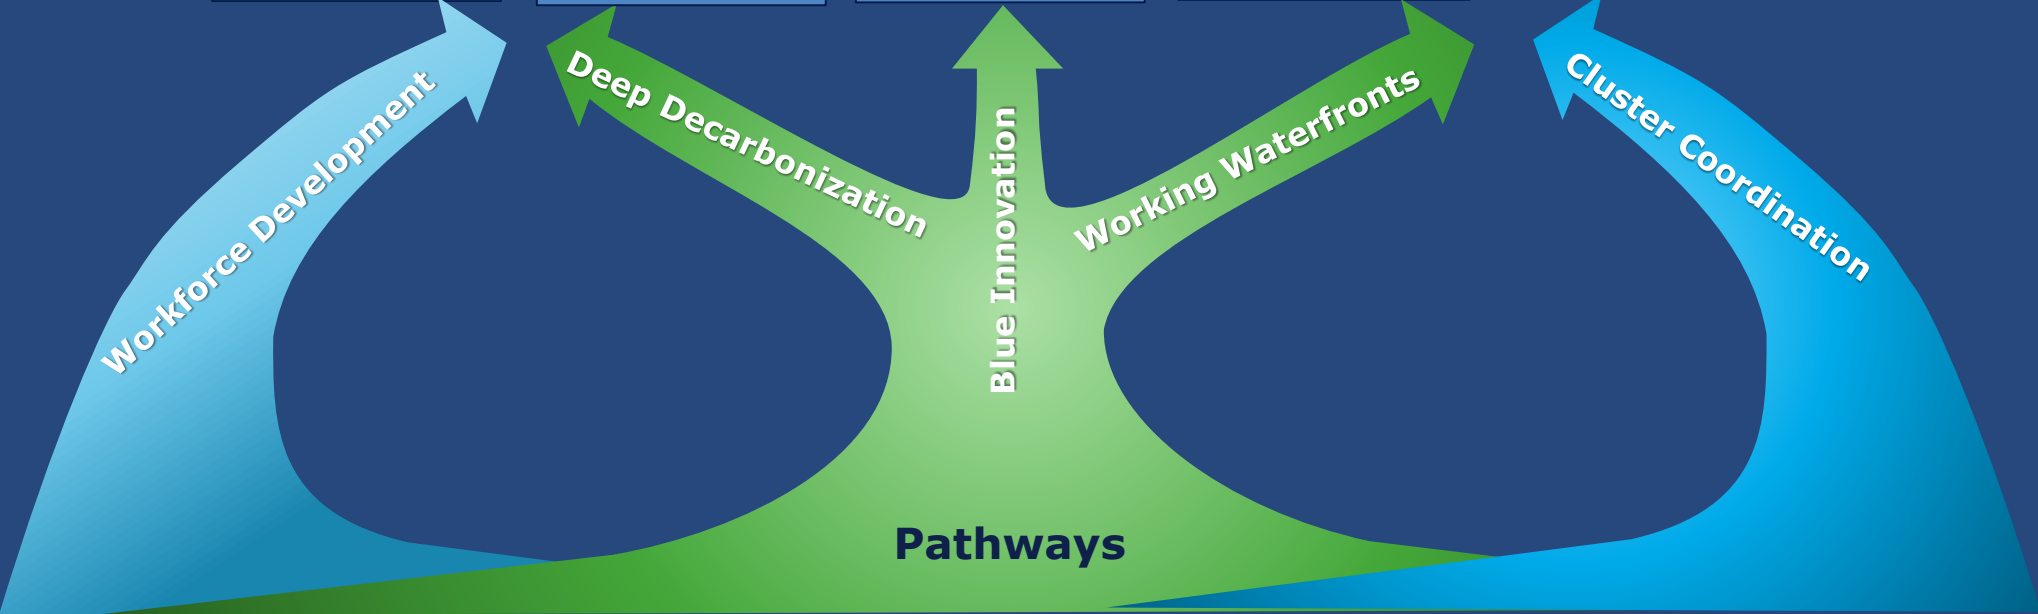 Workforce Development
Deep Decarbonization
Blue Innovation
Working Waterfronts
Cluster Coordination
Pathways